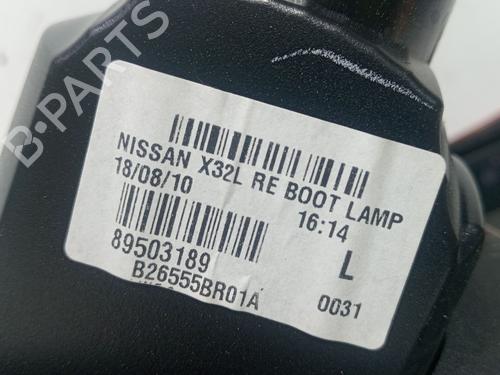 B-PARTS
NISSAN X32L RE BOOT LAMP
18/08/10 16:14
89503189 L
B26555BR01A 0031